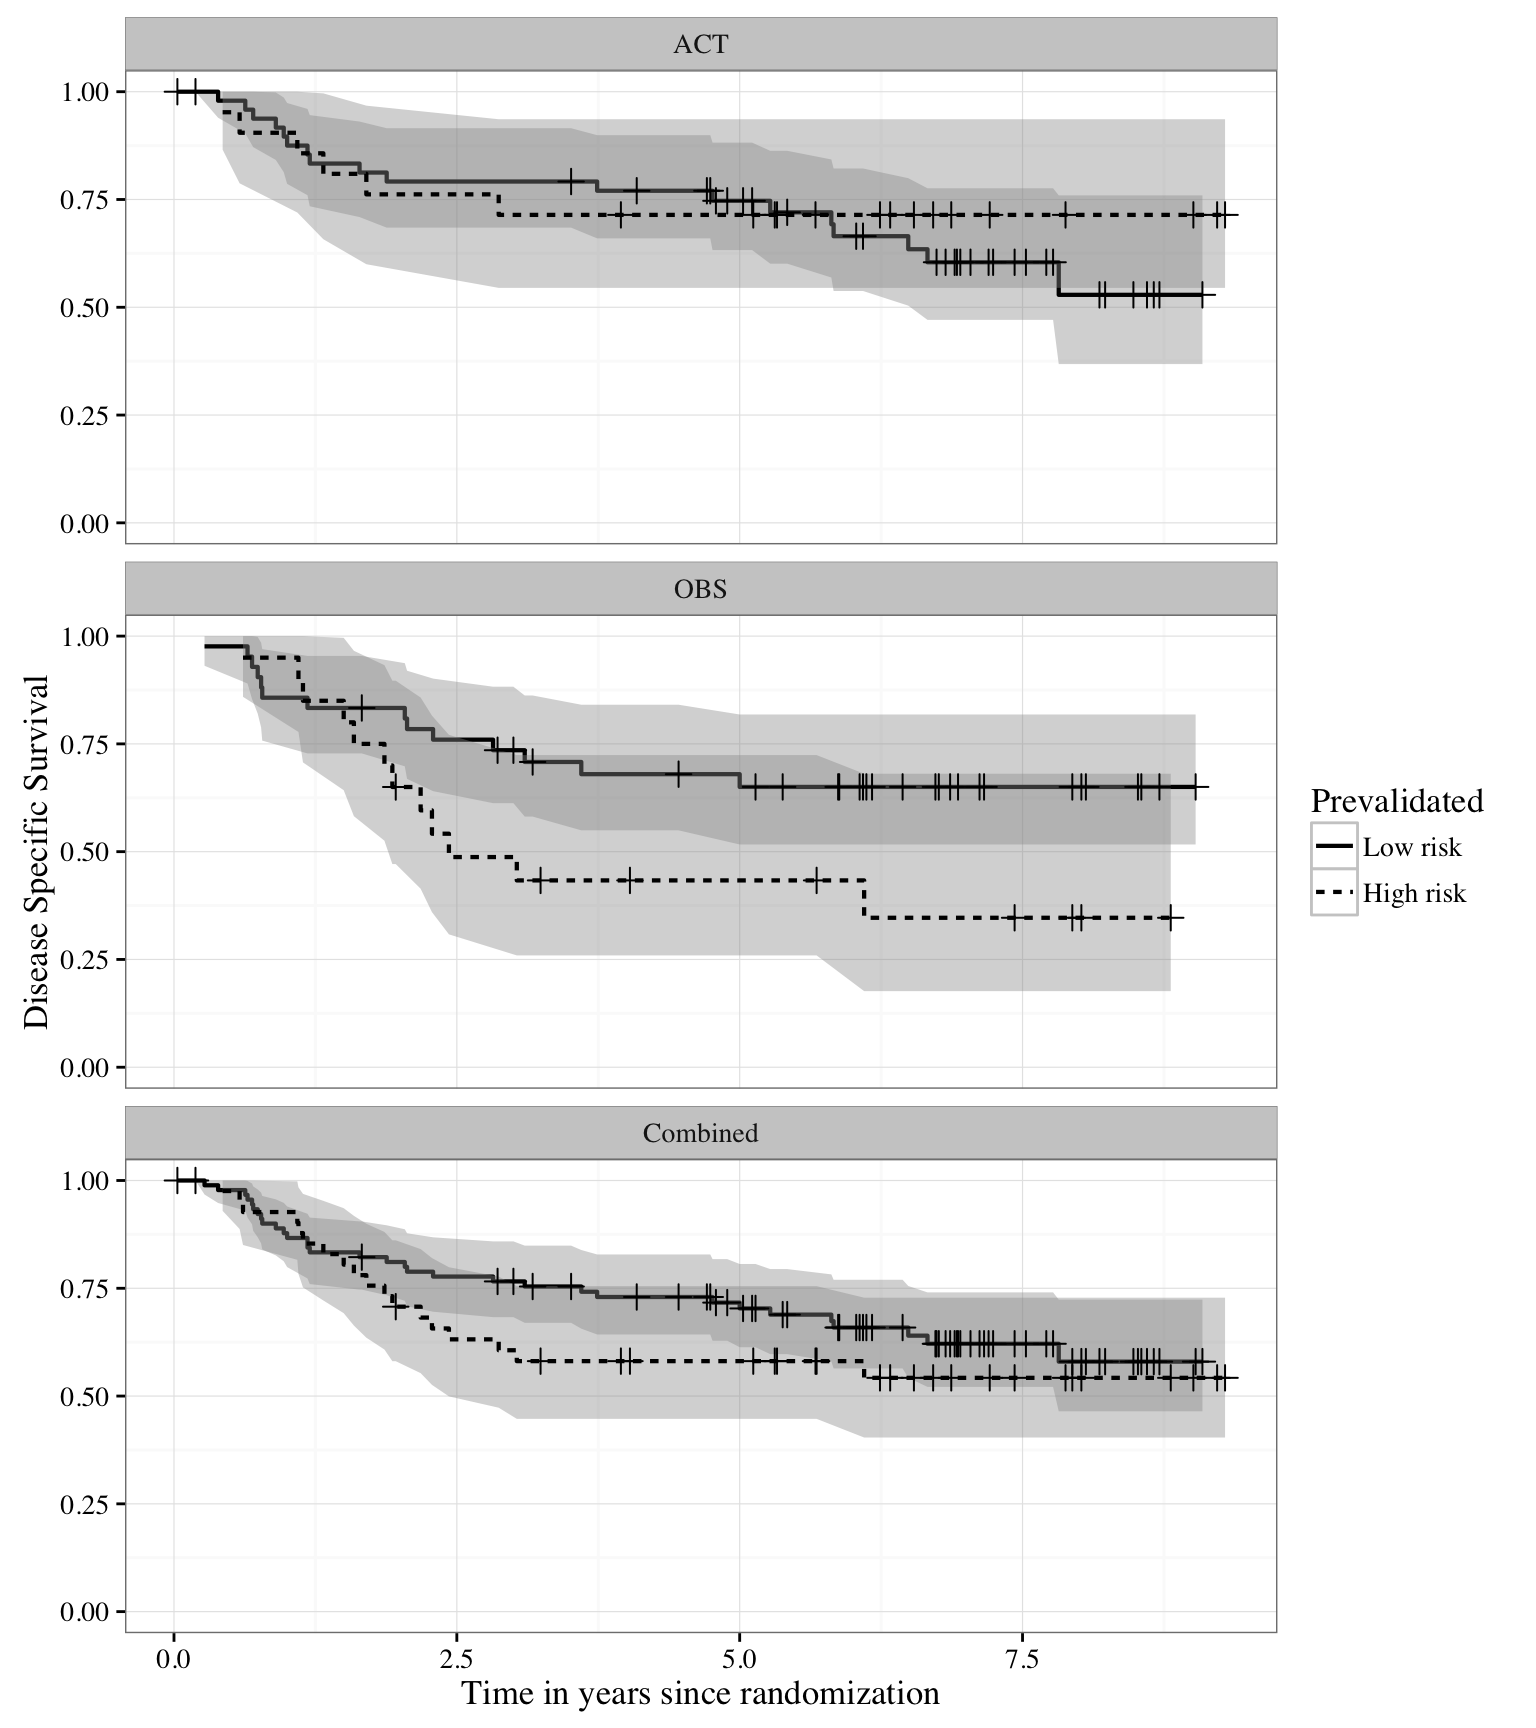 ACT
1.00
0.75
0.50
0.25
0.00
OBS
1.00
0.75
0.50
0.25
0.00
Combined
1.00
0.75
0.50
0.25
0.00
0.0 2.5 5.0 7.5
Time in years since randomization
Disease Specific Survival
Prevalidated
Low risk
High risk